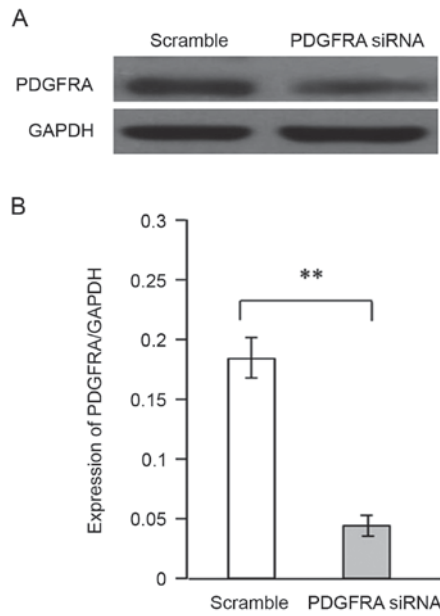 A
Scramble PDGFRA siRNA
PDGFRA
GAPDH
B
Expression of PDGFRA/GAPDH
0.3
0.25
0.2
0.15
0.1
0.05
0
**
Scramble PDGFRA siRNA